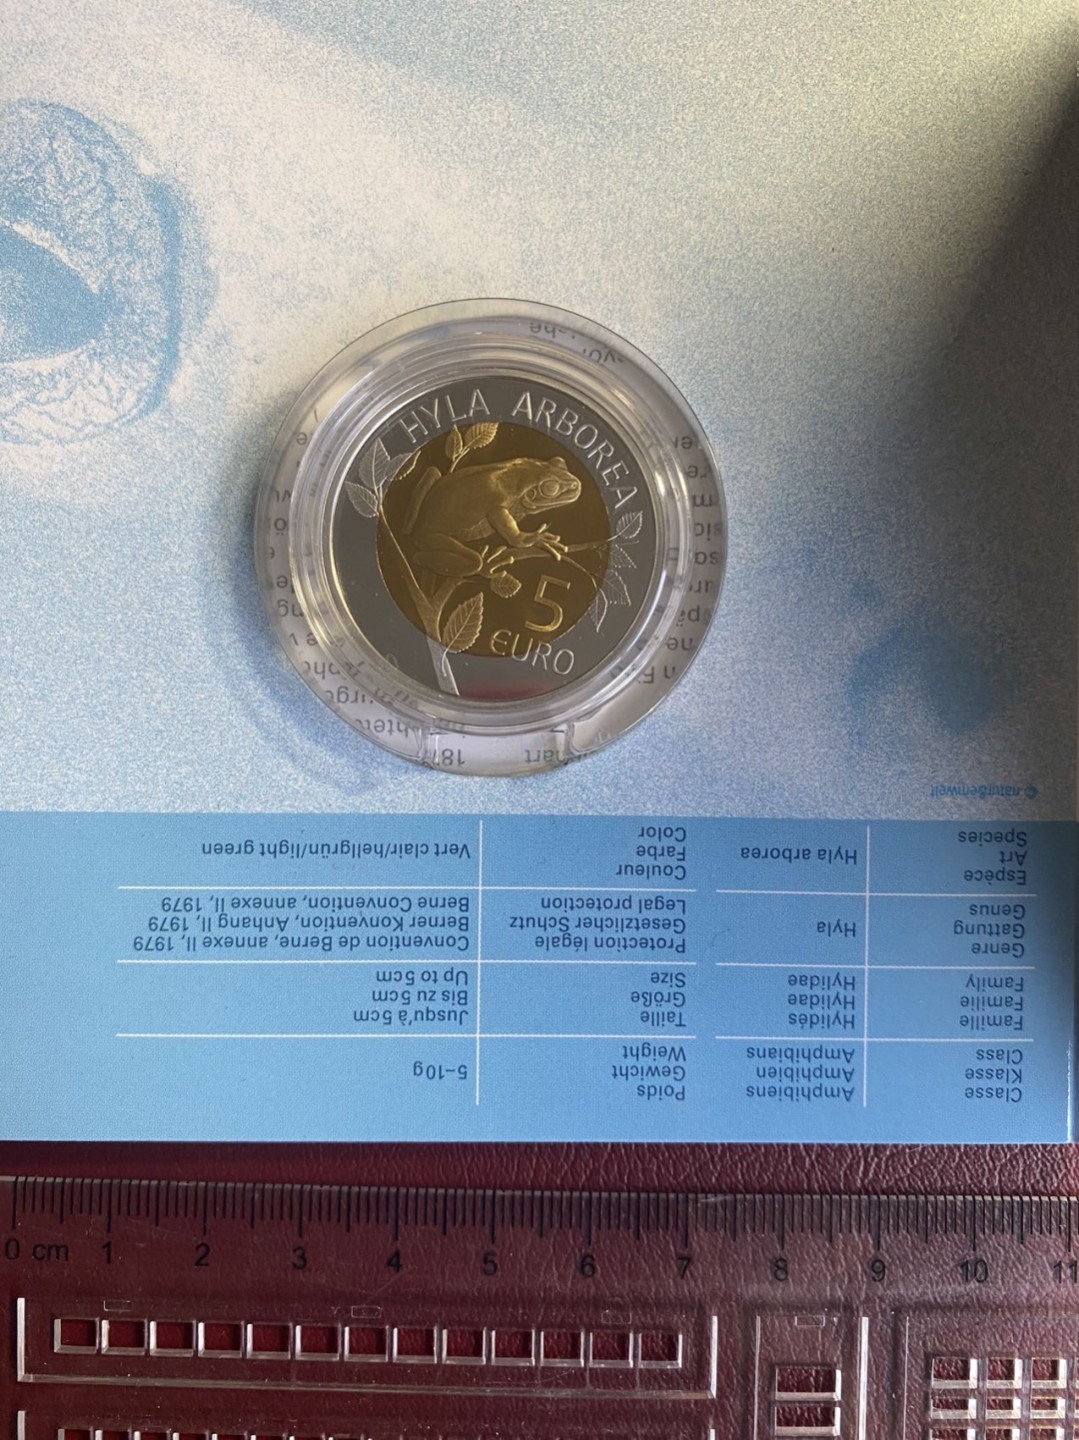 HYLA ARBOREA
5
EURO
© natur&emwelt
Classe
Klasse
Class
Amphibiens
Amphibien
Amphibians
Famille
Familie
Family
Hylidés
Hylidae
Hylidae
Genre
Gattung
Genus
Hyla
Espèce
Art
Species
Hyla arborea
Poids
Gewicht
Weight
5–10g
Taille
Größe
Size
Jusqu'à 5cm
Bis zu 5cm
Up to 5cm
Protection légale
Gesetzlicher Schutz
Legal protection
Convention de Berne, annexe II, 1979
Berner Konvention, Anhang II, 1979
Berne Convention, annexe II, 1979
Couleur
Farbe
Color
Vert clair/hellgrün/light green
0 cm 1 2 3 4 5 6 7 8 9 10 11